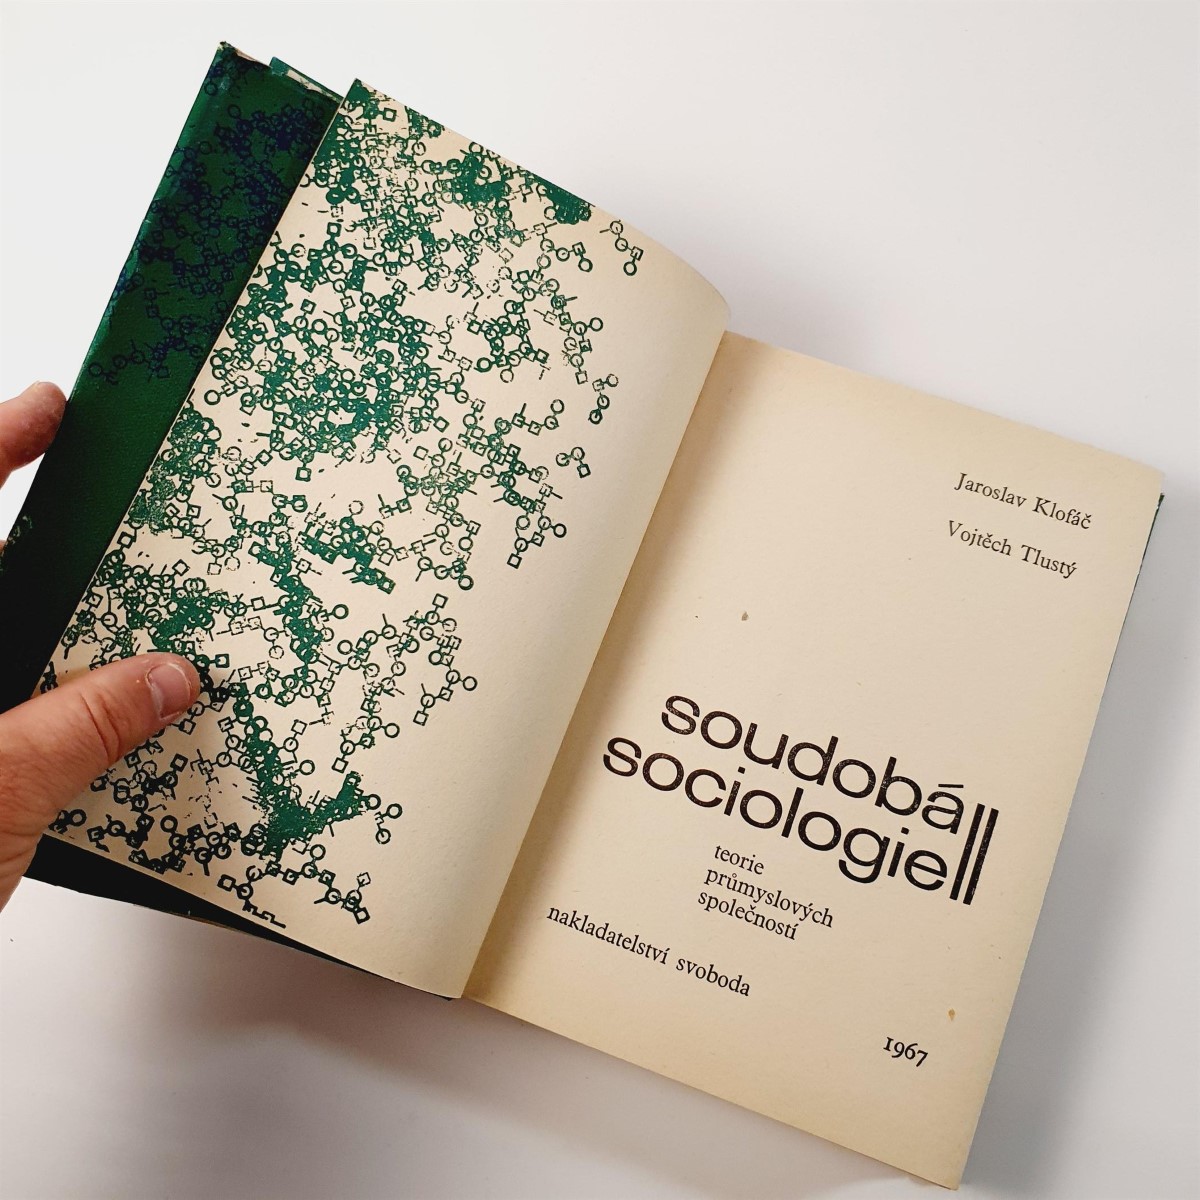 Jaroslav Klofáč
Vojtěch Tlustý
soudobá
sociologie II
teorie
průmyslových
společností
nakladatelství svoboda
1967